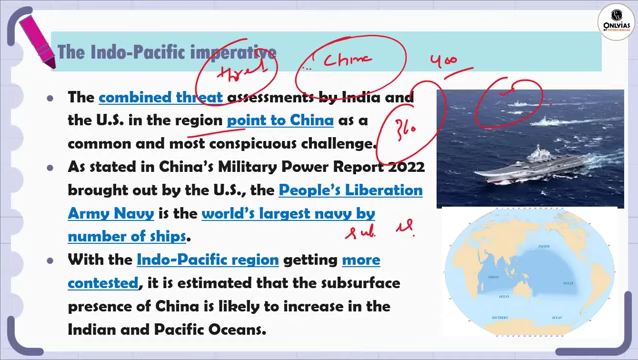 ONLYIAS
The Indo-Pacific imperative
threat
China
400
The combined threat assessments by India and
the U.S. in the region point to China as a
common and most conspicuous challenge.
360
As stated in China's Military Power Report 2022
brought out by the U.S., the People's Liberation
Army Navy is the world's largest navy by
number of ships.
sub
With the Indo-Pacific region getting more
contested, it is estimated that the subsurface
presence of China is likely to increase in the
Indian and Pacific Oceans.